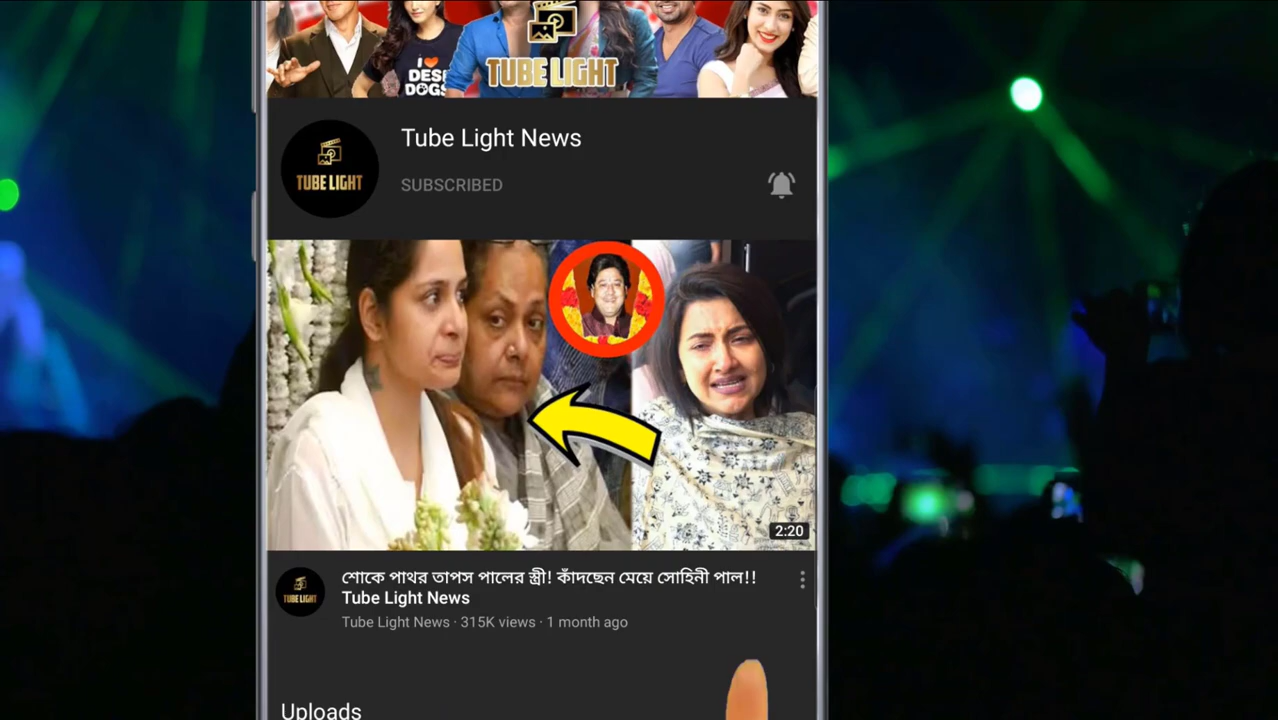 I ♥ DESI
DOGS
TUBE LIGHT
Tube Light News
TUBE LIGHT
SUBSCRIBED
2:20
শোকে পাথর তাপস পালের স্ত্রী! কাঁদছেন মেয়ে সোহিনী পাল!!
Tube Light News
TUBE LIGHT
Tube Light News · 315K views · 1 month ago
Uploads